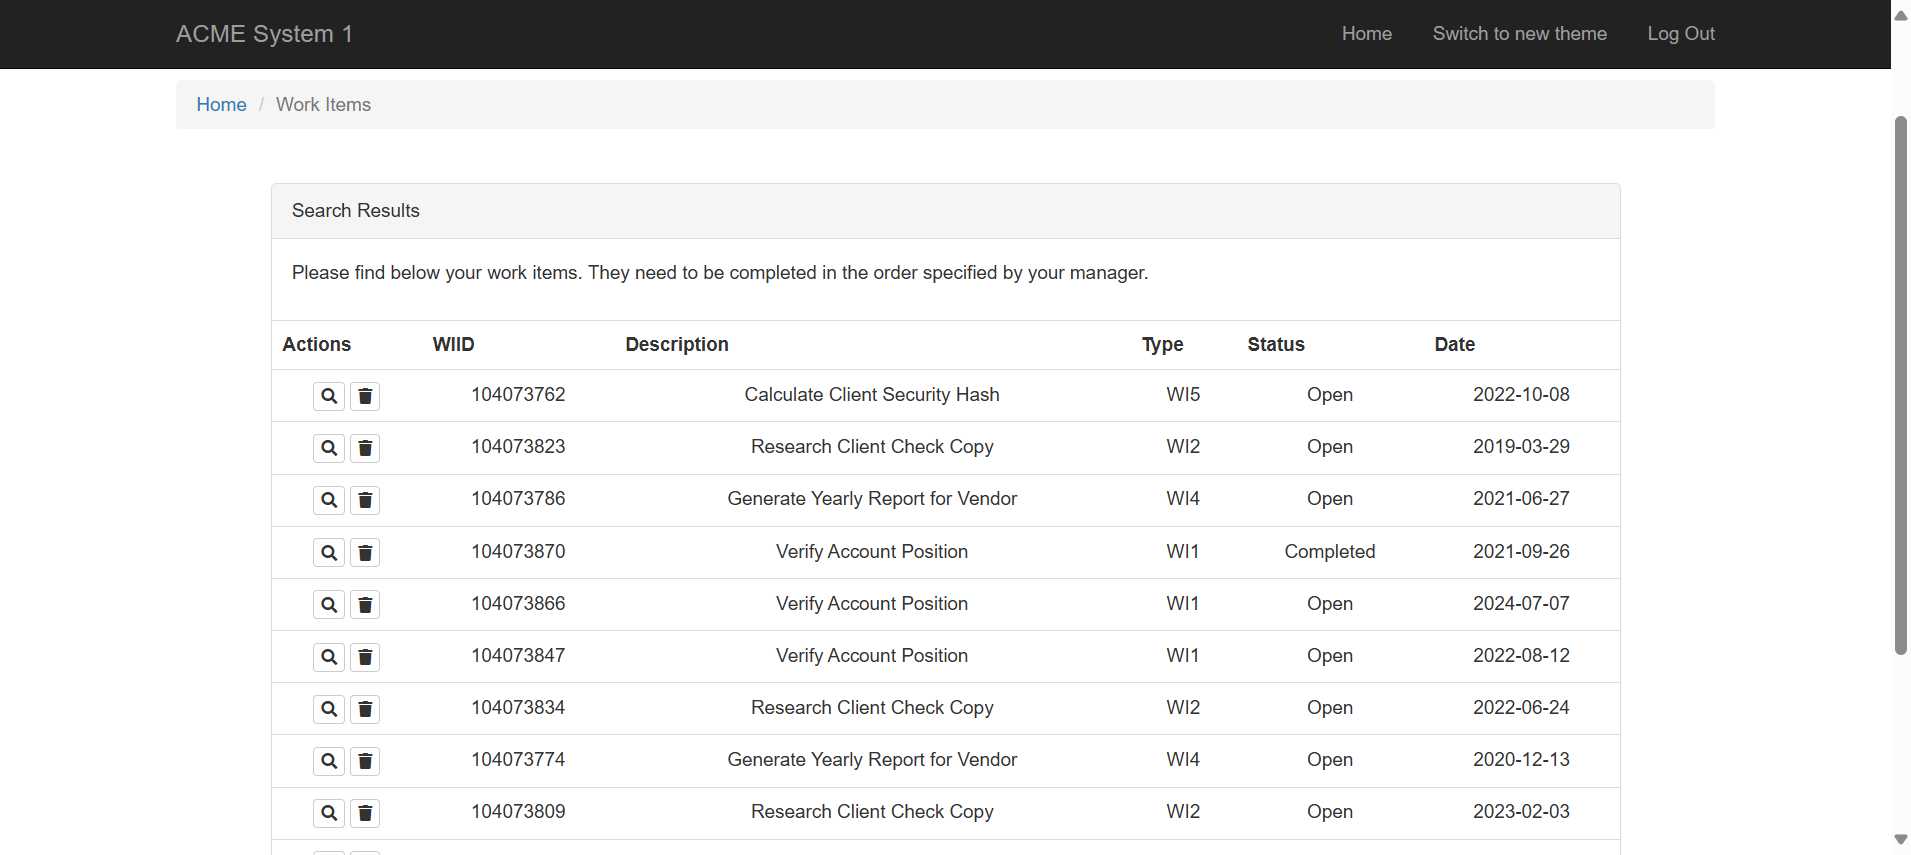 ACME System 1 Home Switch to new theme Log Out
Home / Work Items
Search Results
Please find below your work items. They need to be completed in the order specified by your manager.
Actions WIID Description Type Status Date
104073762 Calculate Client Security Hash WI5 Open 2022-10-08
104073823 Research Client Check Copy WI2 Open 2019-03-29
104073786 Generate Yearly Report for Vendor WI4 Open 2021-06-27
104073870 Verify Account Position WI1 Completed 2021-09-26
104073866 Verify Account Position WI1 Open 2024-07-07
104073847 Verify Account Position WI1 Open 2022-08-12
104073834 Research Client Check Copy WI2 Open 2022-06-24
104073774 Generate Yearly Report for Vendor WI4 Open 2020-12-13
104073809 Research Client Check Copy WI2 Open 2023-02-03